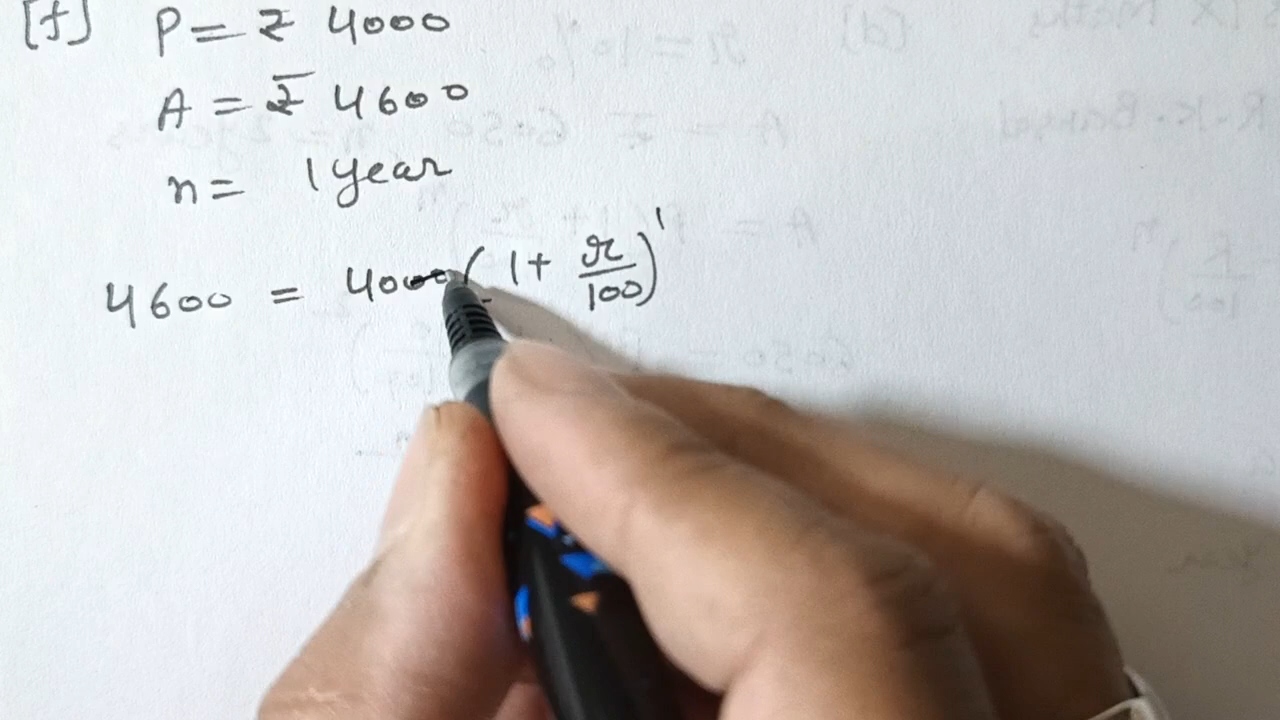 [f] P = ₹ 4000
A = ₹ 4600
n = 1 year
4600 = 4000 (1 + r/100)^1